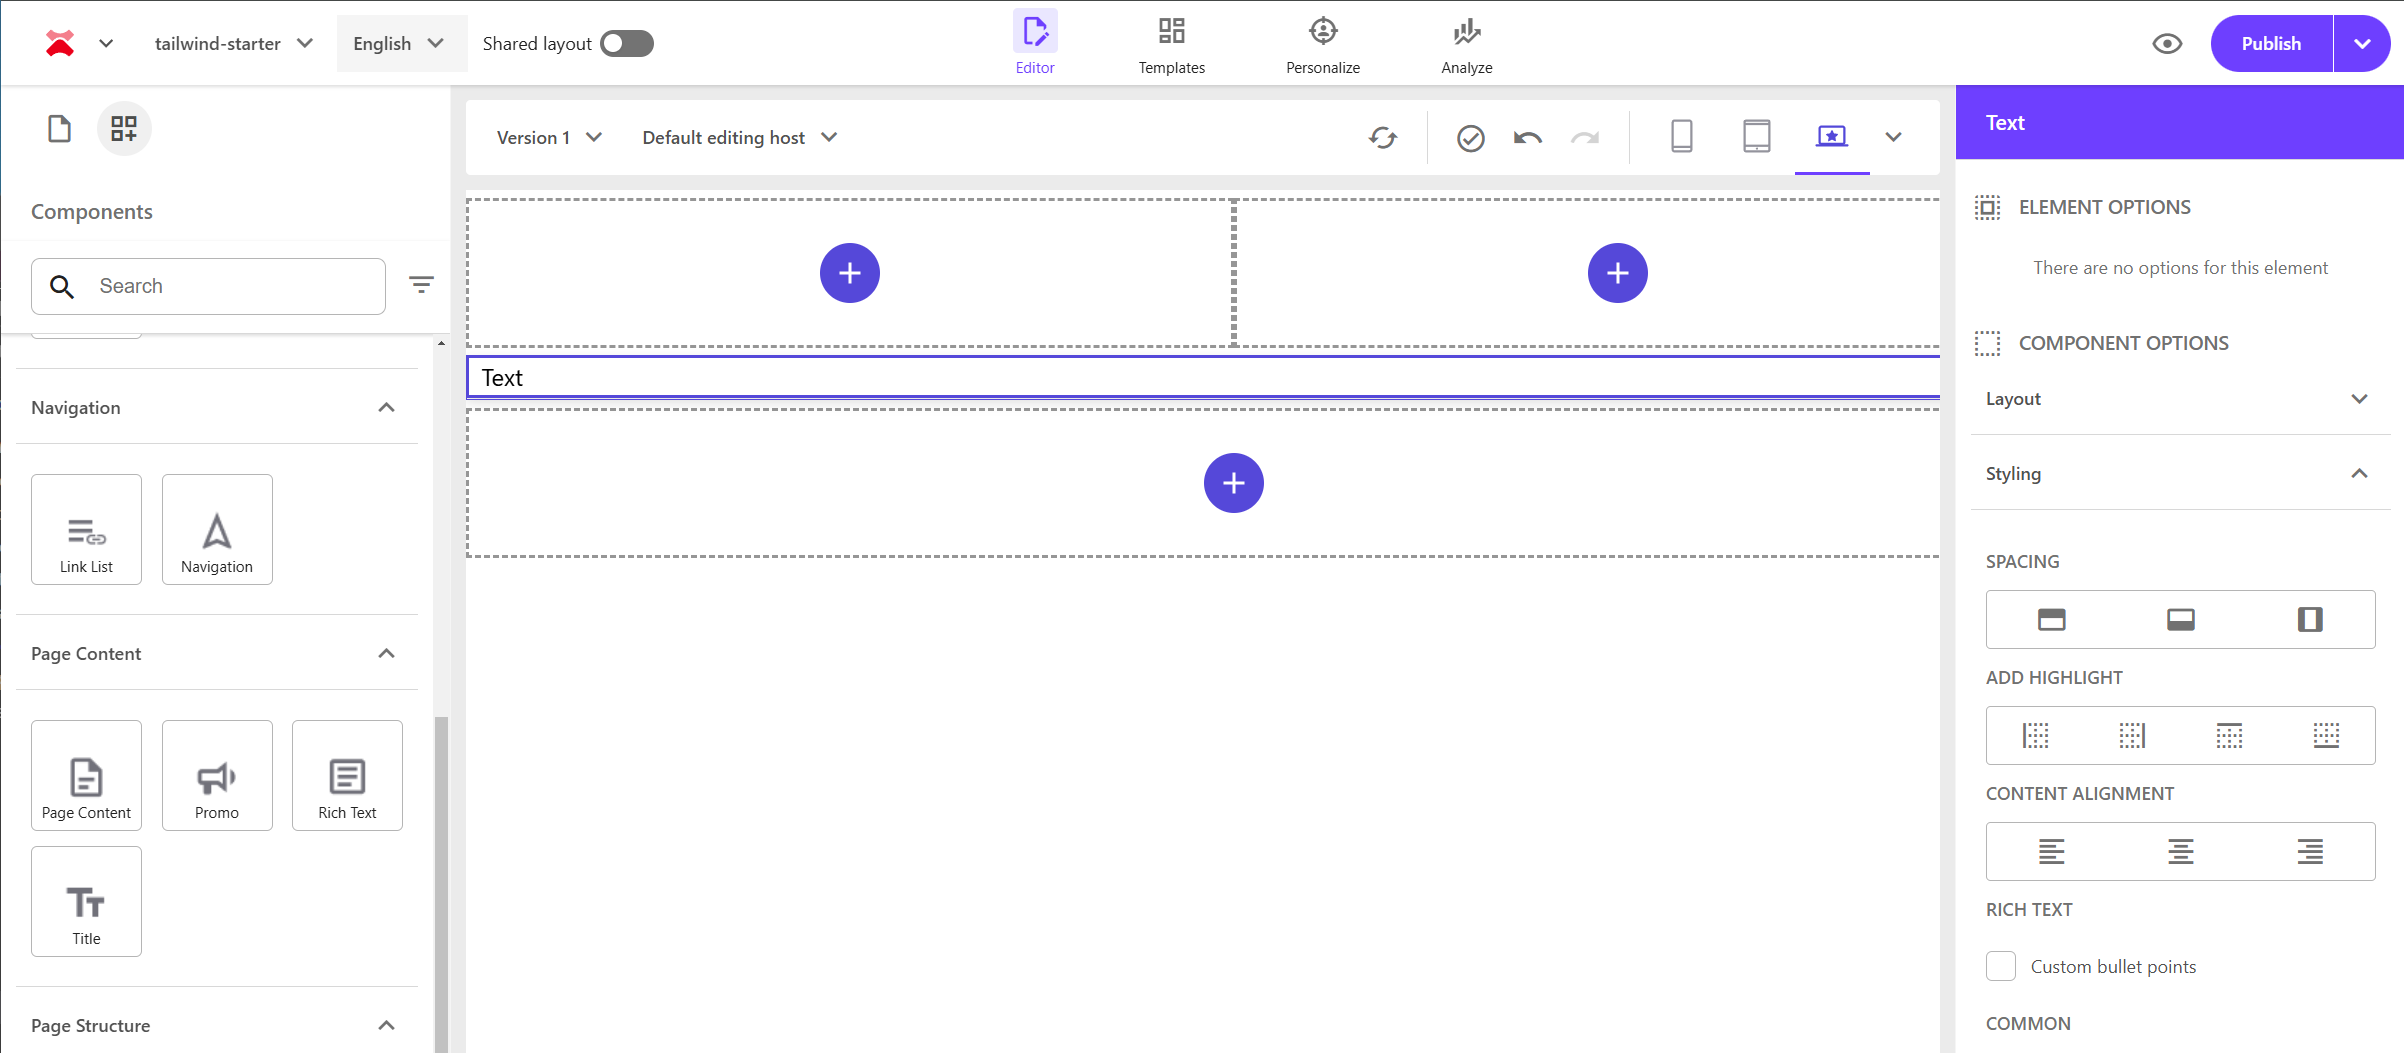 tailwind-starter
English
Shared layout
Editor
Templates
Personalize
Analyze
Publish
Components
Search
Navigation
Link List
Navigation
Page Content
Page Content
Promo
Rich Text
Title
Page Structure
Version 1
Default editing host
Text
Text
ELEMENT OPTIONS
There are no options for this element
COMPONENT OPTIONS
Layout
Styling
SPACING
ADD HIGHLIGHT
CONTENT ALIGNMENT
RICH TEXT
Custom bullet points
COMMON